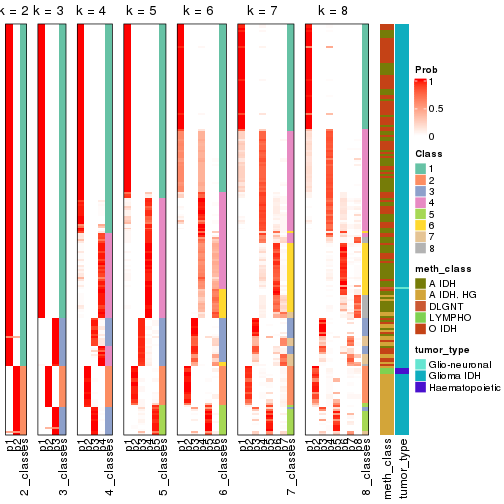 k = 2 k = 3 k = 4 k = 5 k = 6 k = 7 k = 8
Prob
1
0.5
0
Class
1
2
3
4
5
6
7
8
meth_class
A IDH
A IDH, HG
DLGNT
LYMPHO
O IDH
tumor_type
Glio-neuronal
Glioma IDH
Haematopoietic
p1 p2 2_classes p1 p2 p3 3_classes p1 p2 p3 p4 4_classes p1 p2 p3 p4 p5 5_classes p1 p2 p3 p4 p5 p6 6_classes p1 p2 p3 p4 p5 p6 p7 7_classes p1 p2 p3 p4 p5 p6 p7 p8 8_classes meth_class tumor_type